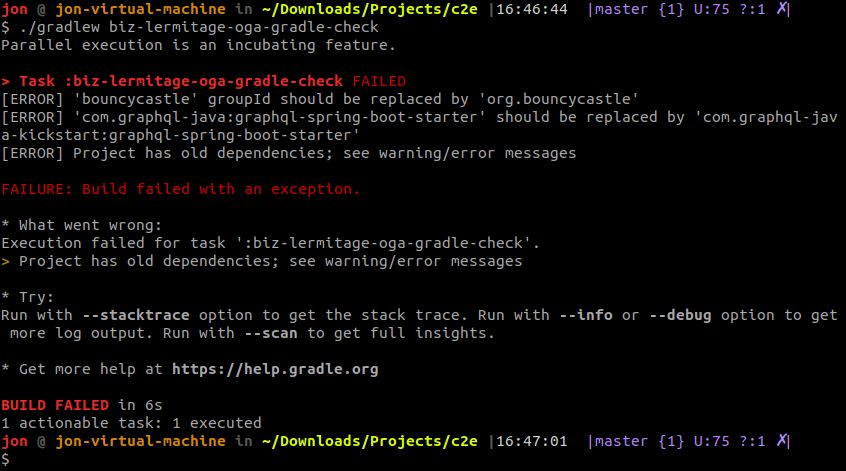 jon @ jon-virtual-machine in ~/Downloads/Projects/c2e |16:46:44  |master {1} U:75 ?:1 ✗|
$ ./gradlew biz-lermitage-oga-gradle-check
Parallel execution is an incubating feature.
> Task :biz-lermitage-oga-gradle-check FAILED
[ERROR] 'bouncycastle' groupId should be replaced by 'org.bouncycastle'
[ERROR] 'com.graphql-java:graphql-spring-boot-starter' should be replaced by 'com.graphql-jav
a-kickstart:graphql-spring-boot-starter'
[ERROR] Project has old dependencies; see warning/error messages
FAILURE: Build failed with an exception.
* What went wrong:
Execution failed for task ':biz-lermitage-oga-gradle-check'.
> Project has old dependencies; see warning/error messages
* Try:
Run with --stacktrace option to get the stack trace. Run with --info or --debug option to get
 more log output. Run with --scan to get full insights.
* Get more help at https://help.gradle.org
BUILD FAILED in 6s
1 actionable task: 1 executed
jon @ jon-virtual-machine in ~/Downloads/Projects/c2e |16:47:01  |master {1} U:75 ?:1 ✗|
$